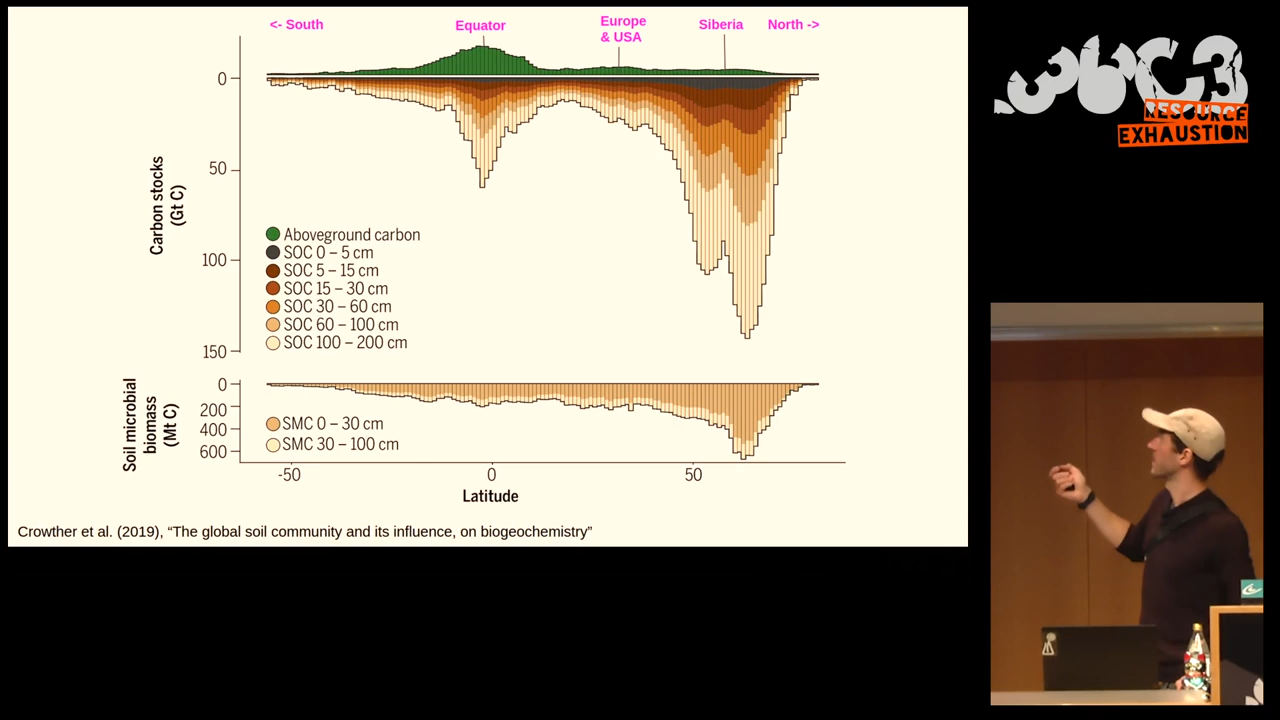 <- South
Equator
Europe
& USA
Siberia
North ->
36C3
RESOURCE
EXHAUSTION
0
50
100
150
Carbon stocks
(Gt C)
Aboveground carbon
SOC 0 – 5 cm
SOC 5 – 15 cm
SOC 15 – 30 cm
SOC 30 – 60 cm
SOC 60 – 100 cm
SOC 100 – 200 cm
0
200
400
600
Soil microbial
biomass
(Mt C)
SMC 0 – 30 cm
SMC 30 – 100 cm
-50
0
50
Latitude
Crowther et al. (2019), “The global soil community and its influence, on biogeochemistry”